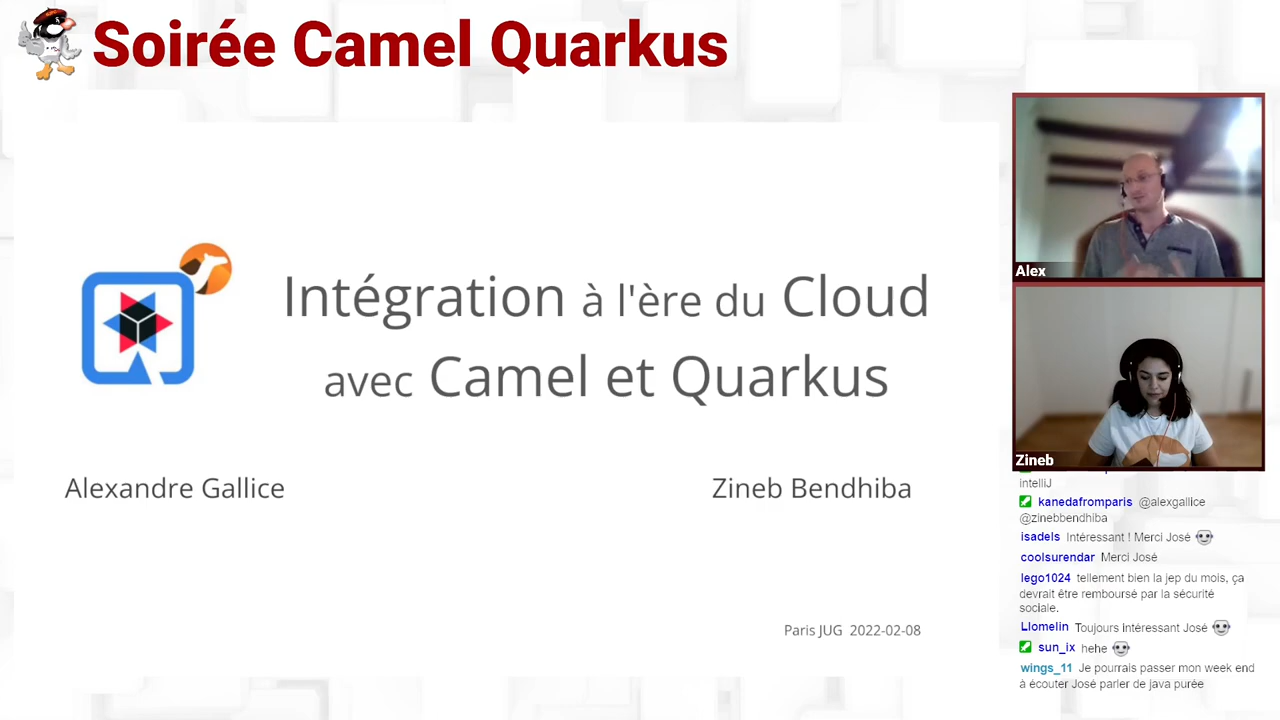 Soirée Camel Quarkus
Intégration à l'ère du Cloud
avec Camel et Quarkus
Alexandre Gallice
Zineb Bendhiba
Paris JUG 2022-02-08
Alex
Zineb
intelliJ
kanedafromparis @alexgallice
@zinebbendhiba
isadels Intéressant ! Merci José
coolsurendar Merci José
lego1024 tellement bien la jep du mois, ça
devrait être remboursé par la sécurité
sociale.
Llomelin Toujours intéressant José
sun_ix hehe
wings_11 Je pourrais passer mon week end
à écouter José parler de java purée